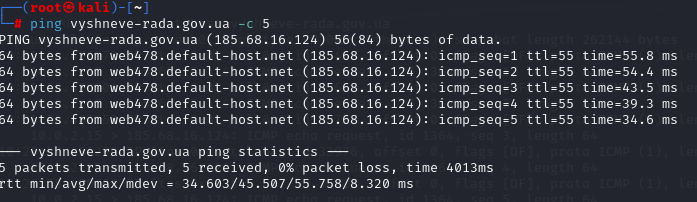 ┌──(root㉿kali)-[~]
└─# ping vyshneve-rada.gov.ua -c 5
PING vyshneve-rada.gov.ua (185.68.16.124) 56(84) bytes of data.
64 bytes from web478.default-host.net (185.68.16.124): icmp_seq=1 ttl=55 time=55.8 ms
64 bytes from web478.default-host.net (185.68.16.124): icmp_seq=2 ttl=55 time=54.4 ms
64 bytes from web478.default-host.net (185.68.16.124): icmp_seq=3 ttl=55 time=43.5 ms
64 bytes from web478.default-host.net (185.68.16.124): icmp_seq=4 ttl=55 time=39.3 ms
64 bytes from web478.default-host.net (185.68.16.124): icmp_seq=5 ttl=55 time=34.6 ms
─── vyshneve-rada.gov.ua ping statistics ───
5 packets transmitted, 5 received, 0% packet loss, time 4013ms
rtt min/avg/max/mdev = 34.603/45.507/55.758/8.320 ms